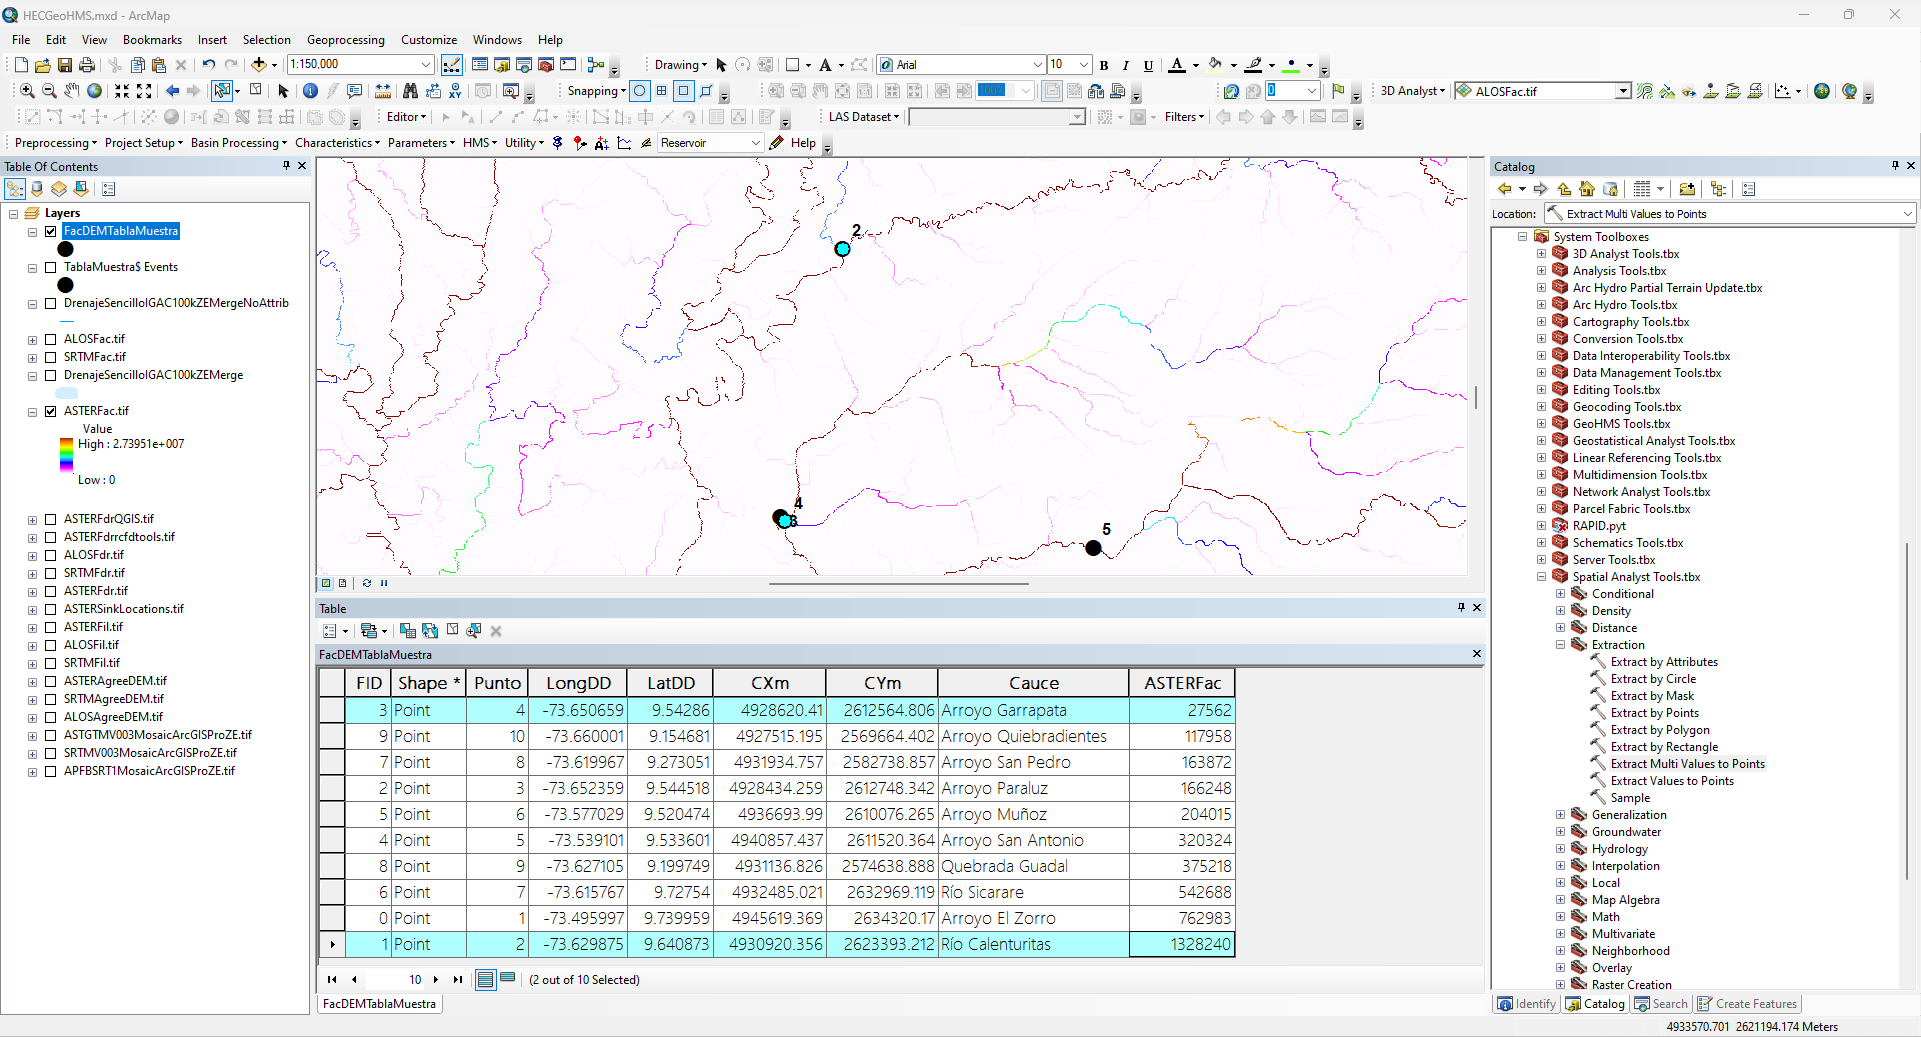 HECGeoHMS.mxd - ArcMap
File Edit View Bookmarks Insert Selection Geoprocessing Customize Windows Help
1:150,000
Drawing
A
Arial
10
B I U A
Snapping
100%
0
3D Analyst
ALOSFac.tif
Editor
LAS Dataset
Filters
Preprocessing Project Setup Basin Processing Characteristics Parameters HMS Utility
Reservoir
Help
Table Of Contents
Layers
FacDEMTablaMuestra
TablaMuestra$ Events
DrenajeSencilloIGAC100kZEMergeNoAttrib
ALOSFac.tif
SRTMFac.tif
DrenajeSencilloIGAC100kZEMerge
ASTERFac.tif
Value
High : 2.73951e+007
Low : 0
ASTERFdrQGIS.tif
ASTERFdrrcfdtools.tif
ALOSFdr.tif
SRTMFdr.tif
ASTERFdr.tif
ASTERSinkLocations.tif
ASTERFil.tif
ALOSFil.tif
SRTMFil.tif
ASTERAgreeDEM.tif
SRTMAgreeDEM.tif
ALOSAgreeDEM.tif
ASTGTMV003MosaicArcGISProZE.tif
SRTMV003MosaicArcGISProZE.tif
APFBSRT1MosaicArcGISProZE.tif
2
4
3
5
Table
FacDEMTablaMuestra
FID Shape * Punto LongDD LatDD CXm CYm Cauce ASTERFac
3 Point 4 -73.650659 9.54286 4928620.41 2612564.806 Arroyo Garrapata 27562
9 Point 10 -73.660001 9.154681 4927515.195 2569664.402 Arroyo Quiebradientes 117958
7 Point 8 -73.619967 9.273051 4931934.757 2582738.857 Arroyo San Pedro 163872
2 Point 3 -73.652359 9.544518 4928434.259 2612748.342 Arroyo Paraluz 166248
5 Point 6 -73.577029 9.520474 4936693.99 2610076.265 Arroyo Muñoz 204015
4 Point 5 -73.539101 9.533601 4940857.437 2611520.364 Arroyo San Antonio 320324
8 Point 9 -73.627105 9.199749 4931136.826 2574638.888 Quebrada Guadal 375218
6 Point 7 -73.615767 9.72754 4932485.021 2632969.119 Río Sicarare 542688
0 Point 1 -73.495997 9.739959 4945619.369 2634320.17 Arroyo El Zorro 762983
1 Point 2 -73.629875 9.640873 4930920.356 2623393.212 Río Calenturitas 1328240
10
(2 out of 10 Selected)
FacDEMTablaMuestra
Catalog
Location: Extract Multi Values to Points
System Toolboxes
3D Analyst Tools.tbx
Analysis Tools.tbx
Arc Hydro Partial Terrain Update.tbx
Arc Hydro Tools.tbx
Cartography Tools.tbx
Conversion Tools.tbx
Data Interoperability Tools.tbx
Data Management Tools.tbx
Editing Tools.tbx
Geocoding Tools.tbx
GeoHMS Tools.tbx
Geostatistical Analyst Tools.tbx
Linear Referencing Tools.tbx
Multidimension Tools.tbx
Network Analyst Tools.tbx
Parcel Fabric Tools.tbx
RAPID.pyt
Schematics Tools.tbx
Server Tools.tbx
Spatial Analyst Tools.tbx
Conditional
Density
Distance
Extraction
Extract by Attributes
Extract by Circle
Extract by Mask
Extract by Points
Extract by Polygon
Extract by Rectangle
Extract Multi Values to Points
Extract Values to Points
Sample
Generalization
Groundwater
Hydrology
Interpolation
Local
Map Algebra
Math
Multivariate
Neighborhood
Overlay
Raster Creation
Identify Catalog Search Create Features
4933570.701 2621194.174 Meters